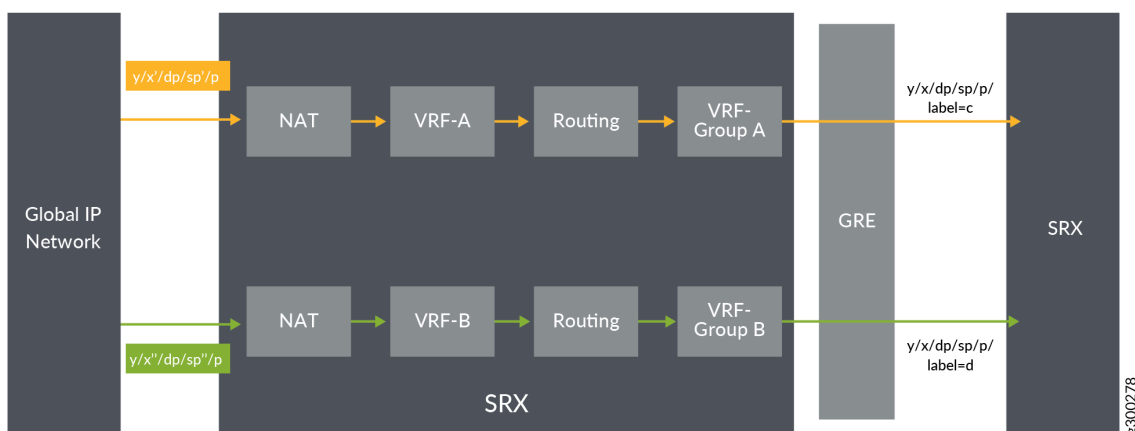 y/x'/dp/sp'/p
NAT
VRF-A
Routing
VRF-
Group A
y/x/dp/sp/p/
label=c
Global IP
Network
GRE
SRX
NAT
VRF-B
Routing
VRF-
Group B
y/x''/dp/sp''/p
y/x/dp/sp/p/
label=d
SRX
g300278